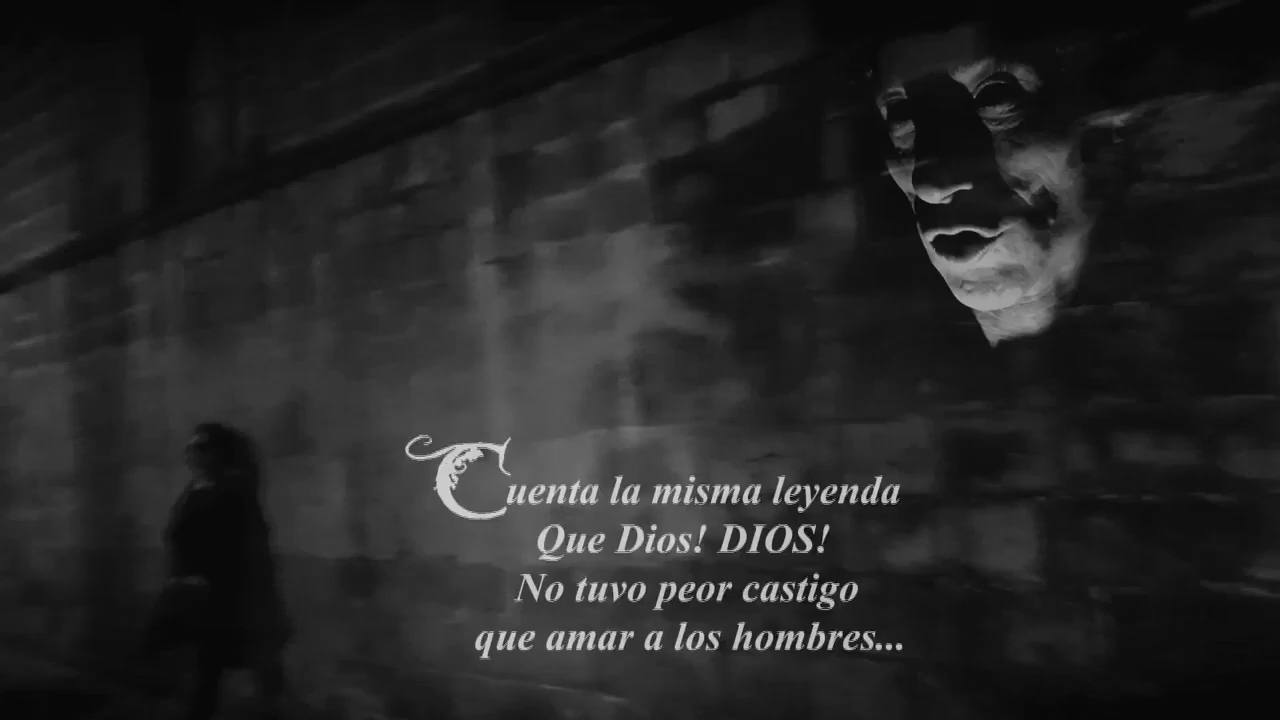 Cuenta la misma leyenda
Que Dios! DIOS!
No tuvo peor castigo
que amar a los hombres...